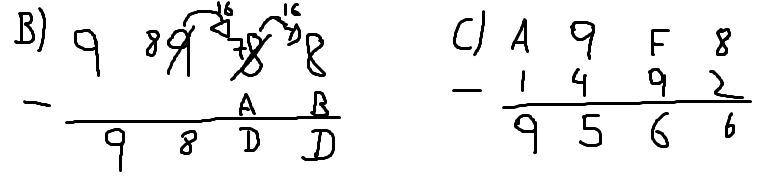 16 16
B) 9 8 9 7 8 8
- A B
9 8 D D
C) A 9 F 8
- 1 4 9 2
9 5 6 6